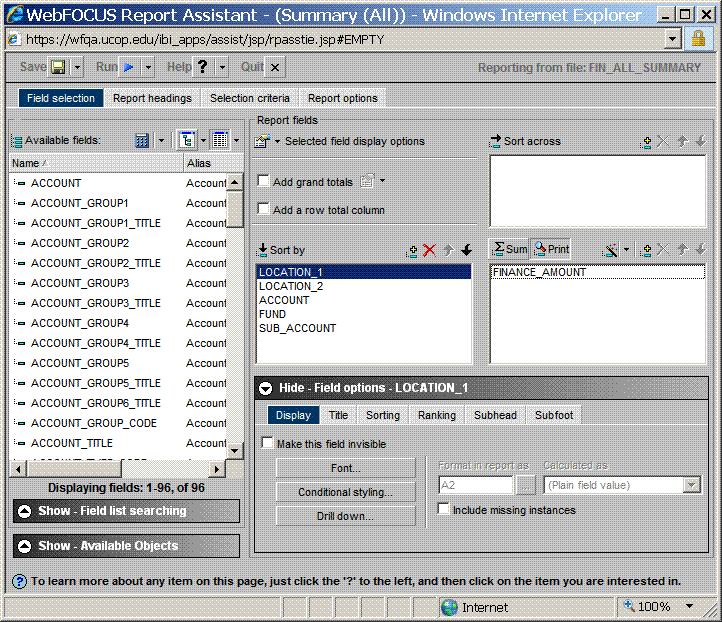 WebFOCUS Report Assistant - (Summary (All)) - Windows Internet Explorer
https://wfqa.ucop.edu/ibi_apps/assist/jsp/rpasstie.jsp#EMPTY
Save Run Help ? Quit Reporting from file: FIN_ALL_SUMMARY
Field selection Report headings Selection criteria Report options
Available fields:
Name Alias
ACCOUNT Account
ACCOUNT_GROUP1 Account
ACCOUNT_GROUP1_TITLE Account
ACCOUNT_GROUP2 Account
ACCOUNT_GROUP2_TITLE Account
ACCOUNT_GROUP3 Account
ACCOUNT_GROUP3_TITLE Account
ACCOUNT_GROUP4 Account
ACCOUNT_GROUP4_TITLE Account
ACCOUNT_GROUP5 Account
ACCOUNT_GROUP5_TITLE Account
ACCOUNT_GROUP6_TITLE Account
ACCOUNT_GROUP_CODE Account
ACCOUNT_TITLE Account
Displaying fields: 1-96, of 96
Show - Field list searching
Show - Available Objects
Report fields
Selected field display options
Add grand totals
Add a row total column
Sort across
Sort by
LOCATION_1
LOCATION_2
ACCOUNT
FUND
SUB_ACCOUNT
Sum Print
FINANCE_AMOUNT
Hide - Field options - LOCATION_1
Display Title Sorting Ranking Subhead Subfoot
Make this field invisible
Font...
Conditional styling...
Drill down...
Format in report as Calculated as
A2 (Plain field value)
Include missing instances
? To learn more about any item on this page, just click the '?' to the left, and then click on the item you are interested in.
Internet 100%